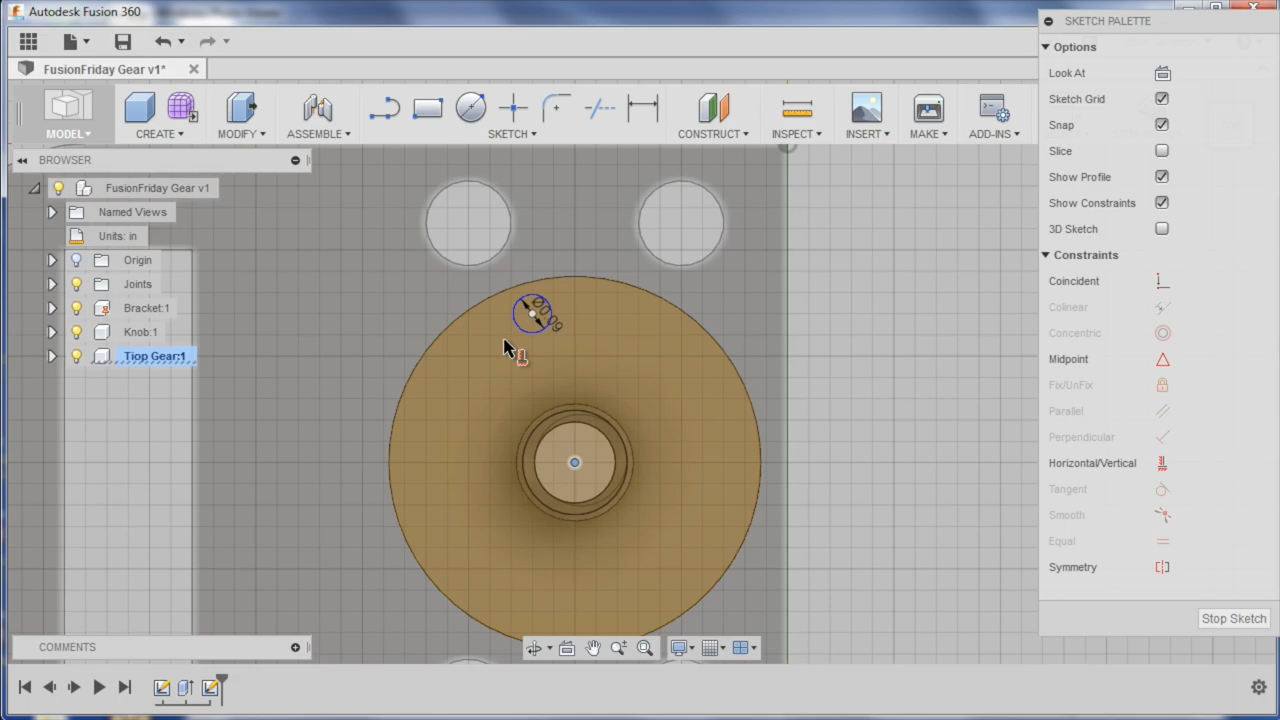 Autodesk Fusion 360
FusionFriday Gear v1*
MODEL
CREATE
MODIFY
ASSEMBLE
SKETCH
CONSTRUCT
INSPECT
INSERT
MAKE
ADD-INS
BROWSER
FusionFriday Gear v1
Named Views
Units: in
Origin
Joints
Bracket:1
Knob:1
Tiop Gear:1
SKETCH PALETTE
Options
Look At
Sketch Grid
Snap
Slice
Show Profile
Show Constraints
3D Sketch
Constraints
Coincident
Colinear
Concentric
Midpoint
Fix/UnFix
Parallel
Perpendicular
Horizontal/Vertical
Tangent
Smooth
Equal
Symmetry
Stop Sketch
COMMENTS